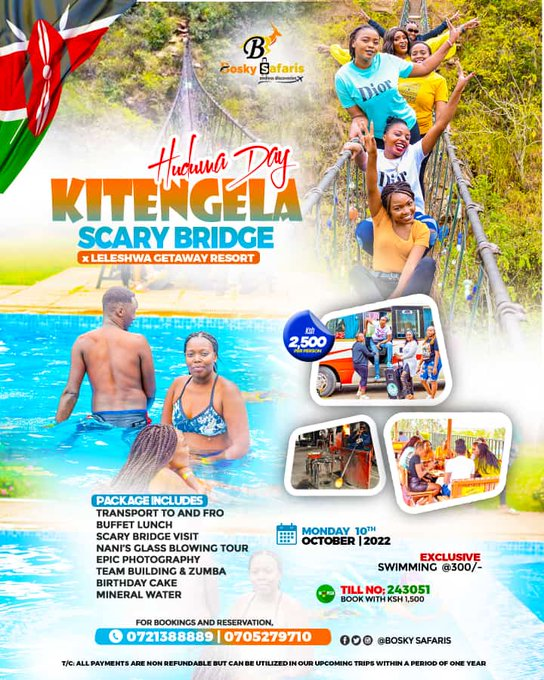 B
Bosky Safaris
endless discoveries
Huduma Day
KITENGELA
SCARY BRIDGE
x LELESHWA GETAWAY RESORT
Dior
Dior
Ksh
2,500
PER PERSON
PACKAGE INCLUDES
TRANSPORT TO AND FRO
BUFFET LUNCH
SCARY BRIDGE VISIT
NANI'S GLASS BLOWING TOUR
EPIC PHOTOGRAPHY
TEAM BUILDING & ZUMBA
BIRTHDAY CAKE
MINERAL WATER
MONDAY 10TH
OCTOBER | 2022
EXCLUSIVE
SWIMMING @300/-
TILL NO; 243051
BOOK WITH KSH 1,500
FOR BOOKINGS AND RESERVATION,
0721388889 | 0705279710
@BOSKY SAFARIS
T/C: ALL PAYMENTS ARE NON REFUNDABLE BUT CAN BE UTILIZED IN OUR UPCOMING TRIPS WITHIN A PERIOD OF ONE YEAR